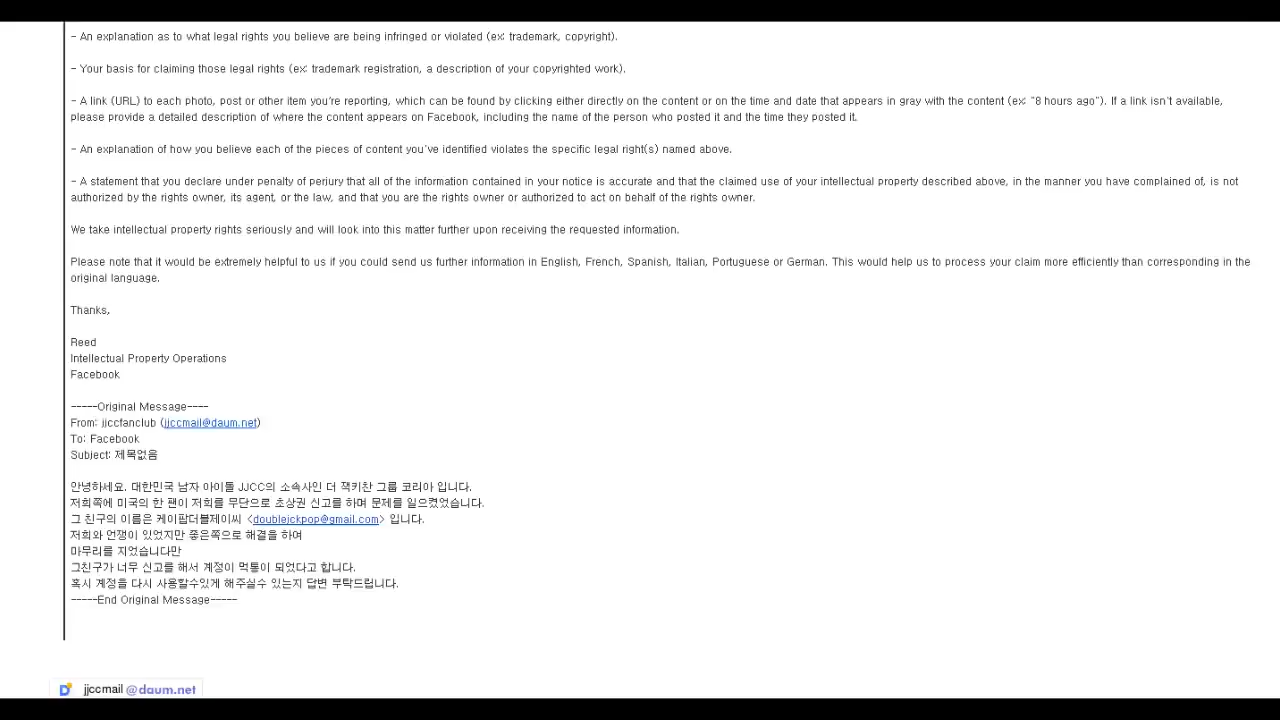 - An explanation as to what legal rights you believe are being infringed or violated (ex: trademark, copyright).
- Your basis for claiming those legal rights (ex: trademark registration, a description of your copyrighted work).
- A link (URL) to each photo, post or other item you're reporting, which can be found by clicking either directly on the content or on the time and date that appears in gray with the content (ex: "8 hours ago"). If a link isn't available,
please provide a detailed description of where the content appears on Facebook, including the name of the person who posted it and the time they posted it.
- An explanation of how you believe each of the pieces of content you've identified violates the specific legal right(s) named above.
- A statement that you declare under penalty of perjury that all of the information contained in your notice is accurate and that the claimed use of your intellectual property described above, in the manner you have complained of, is not
authorized by the rights owner, its agent, or the law, and that you are the rights owner or authorized to act on behalf of the rights owner.
We take intellectual property rights seriously and will look into this matter further upon receiving the requested information.
Please note that it would be extremely helpful to us if you could send us further information in English, French, Spanish, Italian, Portuguese or German. This would help us to process your claim more efficiently than corresponding in the
original language.
Thanks,
Reed
Intellectual Property Operations
Facebook
-----Original Message----
From: jjccfanclub (jjccmail@daum.net)
To: Facebook
Subject: 제목없음
안녕하세요. 대한민국 남자 아이돌 JJCC의 소속사인 더 잭키찬 그룹 코리아 입니다.
저희쪽에 미국의 한 팬이 저희를 무단으로 초상권 신고를 하며 문제를 일으켰었습니다.
그 친구의 이름은 케이팝더블제이씨 <doublejckpop@gmail.com> 입니다.
저희와 언쟁이 있었지만 좋은쪽으로 해결을 하여
마무리를 지었습니다만
그친구가 너무 신고를 해서 계정이 먹통이 되었다고 합니다.
혹시 계정을 다시 사용할수있게 해주실수 있는지 답변 부탁드립니다.
-----End Original Message-----
jjccmail @daum.net